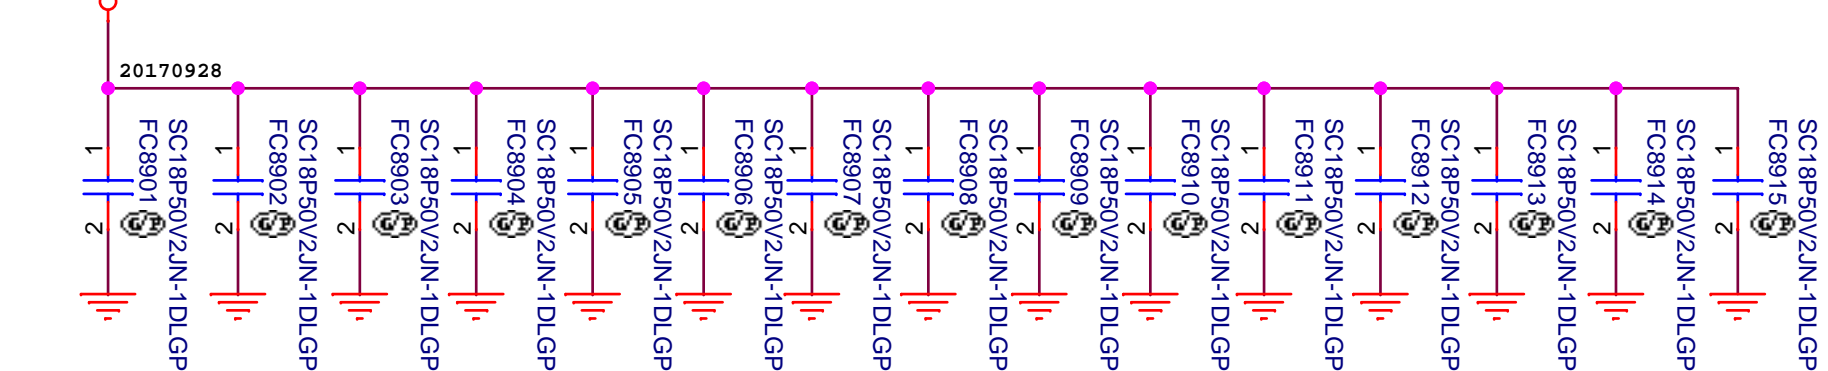 20170928
1
2
FC8901
SC18P50V2JN-1DLGP
G/P
1
2
FC8902
SC18P50V2JN-1DLGP
G/P
1
2
FC8903
SC18P50V2JN-1DLGP
G/P
1
2
FC8904
SC18P50V2JN-1DLGP
G/P
1
2
FC8905
SC18P50V2JN-1DLGP
G/P
1
2
FC8906
SC18P50V2JN-1DLGP
G/P
1
2
FC8907
SC18P50V2JN-1DLGP
G/P
1
2
FC8908
SC18P50V2JN-1DLGP
G/P
1
2
FC8909
SC18P50V2JN-1DLGP
G/P
1
2
FC8910
SC18P50V2JN-1DLGP
G/P
1
2
FC8911
SC18P50V2JN-1DLGP
G/P
1
2
FC8912
SC18P50V2JN-1DLGP
G/P
1
2
FC8913
SC18P50V2JN-1DLGP
G/P
1
2
FC8914
SC18P50V2JN-1DLGP
G/P
1
2
FC8915
SC18P50V2JN-1DLGP
G/P